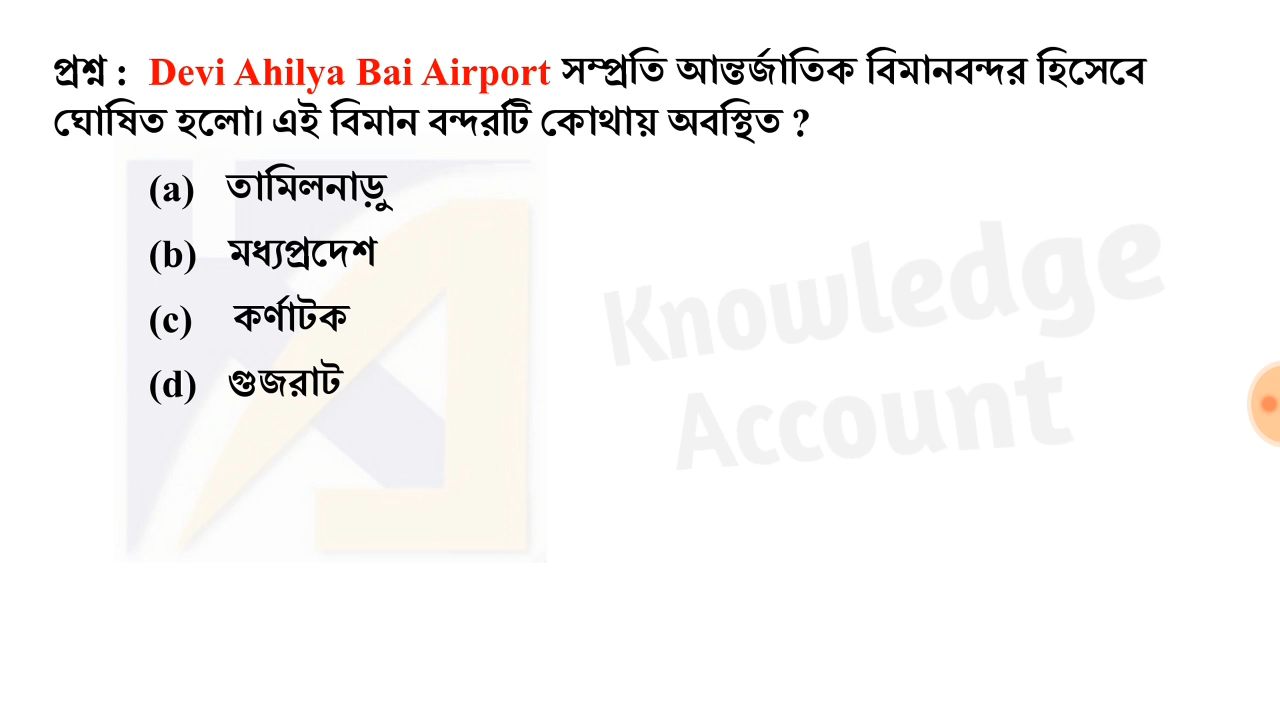 প্রশ্ন : Devi Ahilya Bai Airport সম্প্রতি আন্তর্জাতিক বিমানবন্দর হিসেবে
ঘোষিত হলো। এই বিমান বন্দরটি কোথায় অবস্থিত ?
(a) তামিলনাড়ু
(b) মধ্যপ্রদেশ
(c) কর্ণাটক
(d) গুজরাট
Knowledge
Account